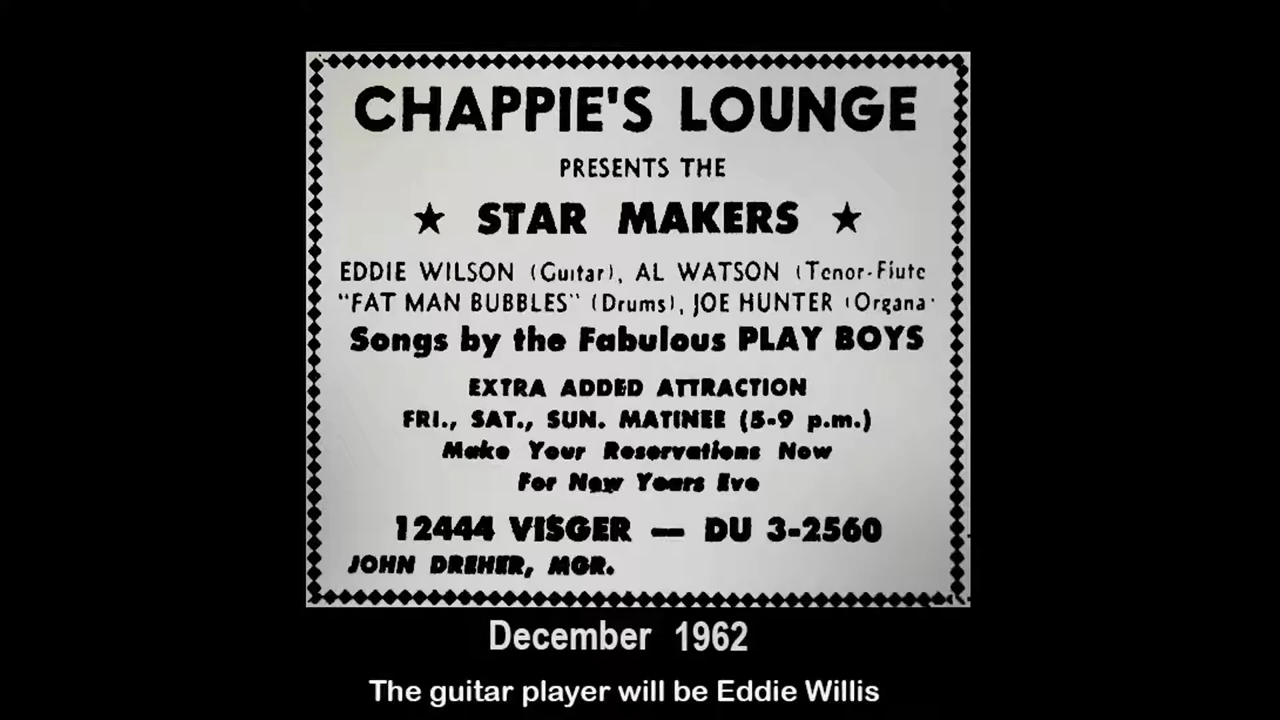 CHAPPIE'S LOUNGE
PRESENTS THE
★ STAR MAKERS ★
EDDIE WILSON (Guitar), AL WATSON (Tenor-Flute
"FAT MAN BUBBLES" (Drums), JOE HUNTER (Organa
Songs by the Fabulous PLAY BOYS
EXTRA ADDED ATTRACTION
FRI., SAT., SUN. MATINEE (5-9 p.m.)
Make Your Reservations Now
For New Years Eve
12444 VISGER — DU 3-2560
JOHN DREHER, MGR.
December 1962
The guitar player will be Eddie Willis